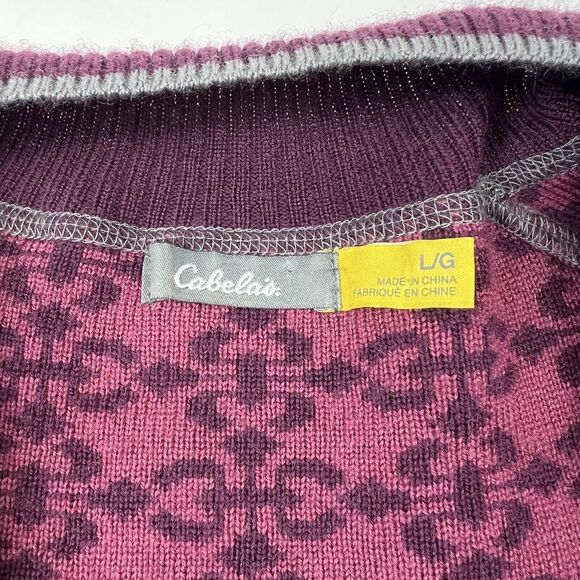 Cabela's.
L/G
MADE IN CHINA
FABRIQUÉ EN CHINE